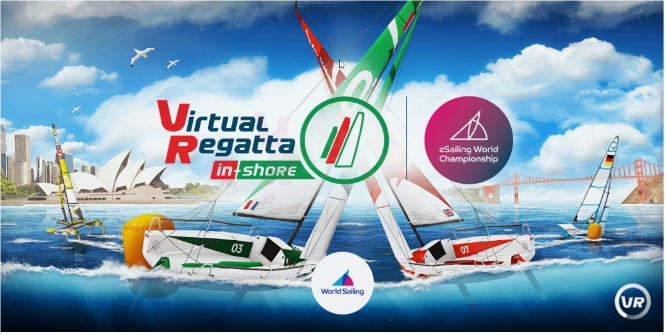 Virtual
Regatta
in-shore
eSailing World
Championship
03
07
World Sailing
VR